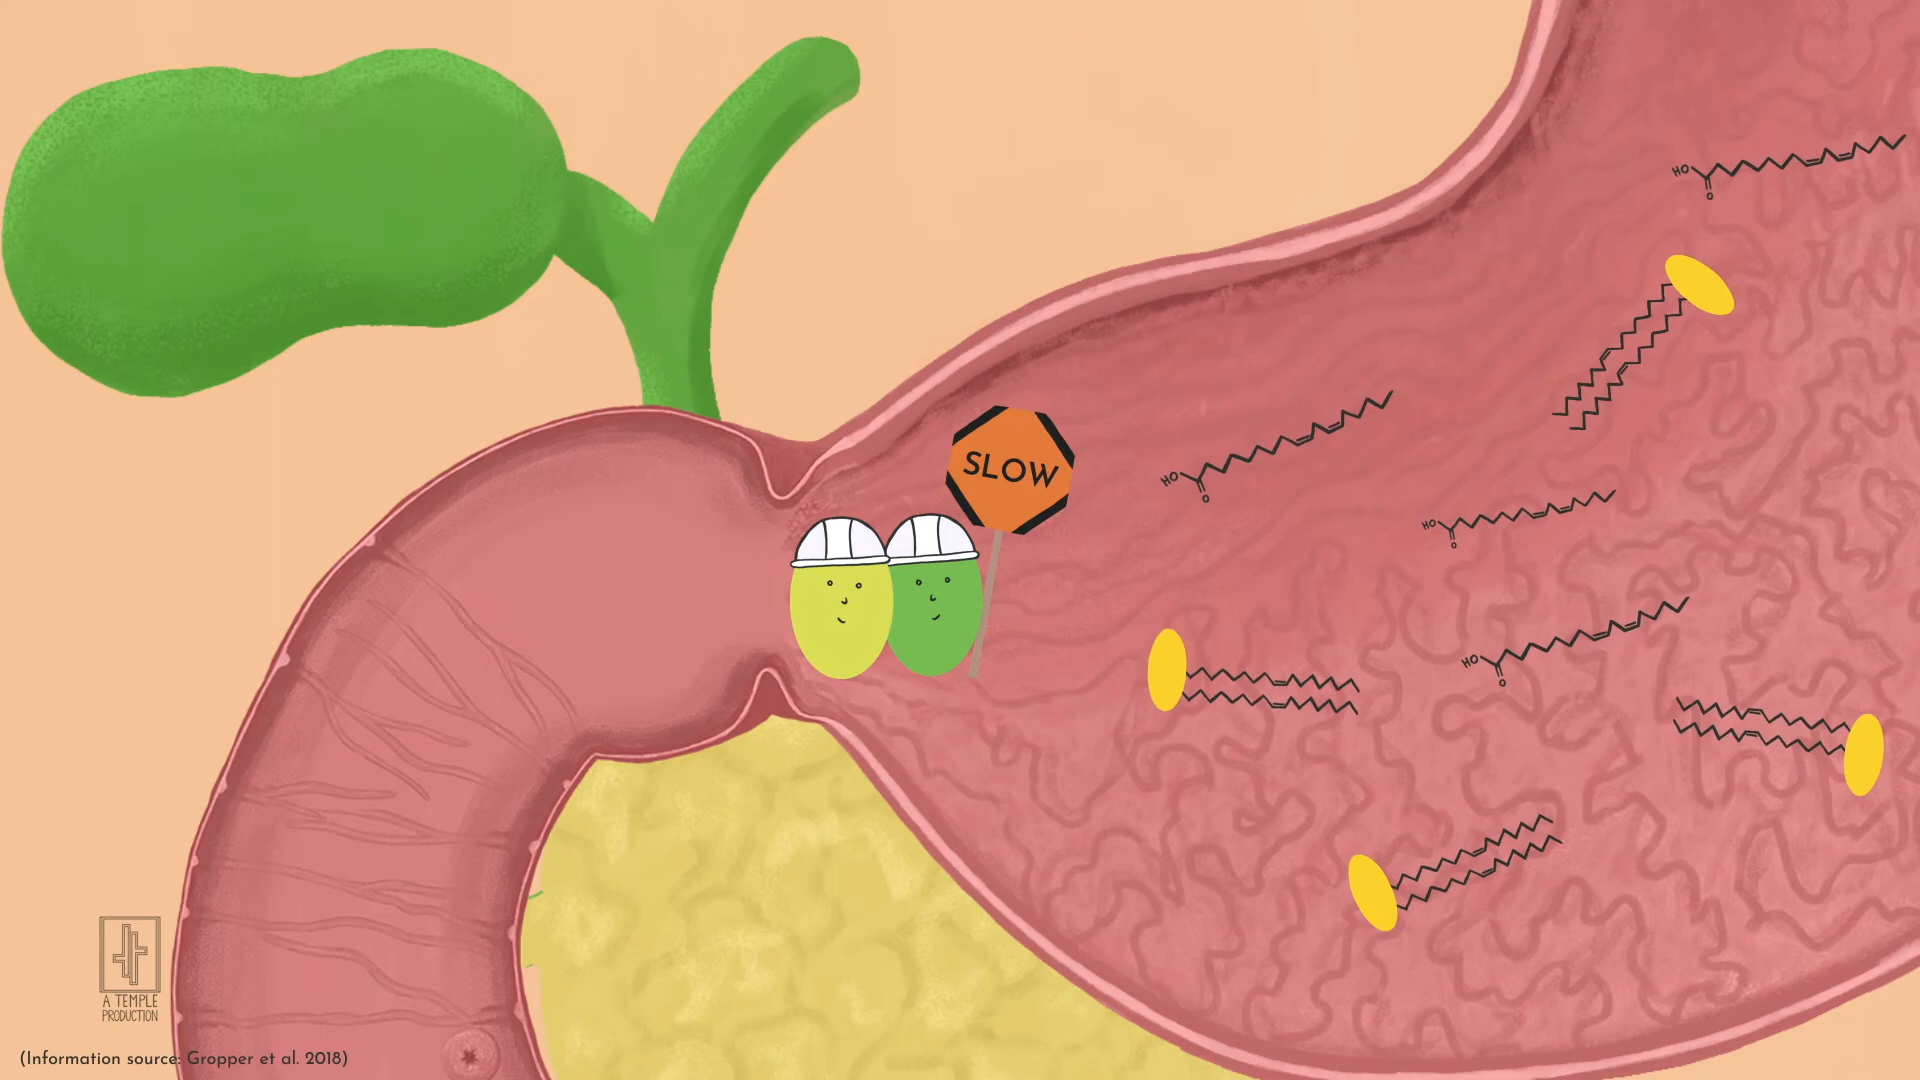 HO
O
SLOW
HO
O
HO
O
HO
O
A TEMPLE
PRODUCTION
(Information source: Gropper et al. 2018)